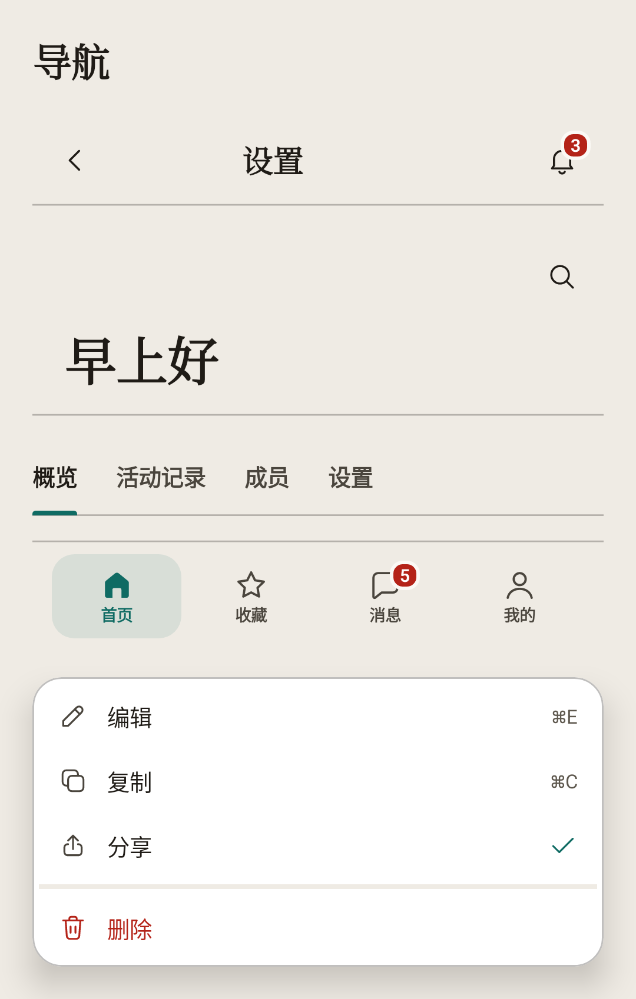 导航
设置
3
早上好
概览 活动记录 成员 设置
5
首页 收藏 消息 我的
编辑 ⌘E
复制 ⌘C
分享
删除